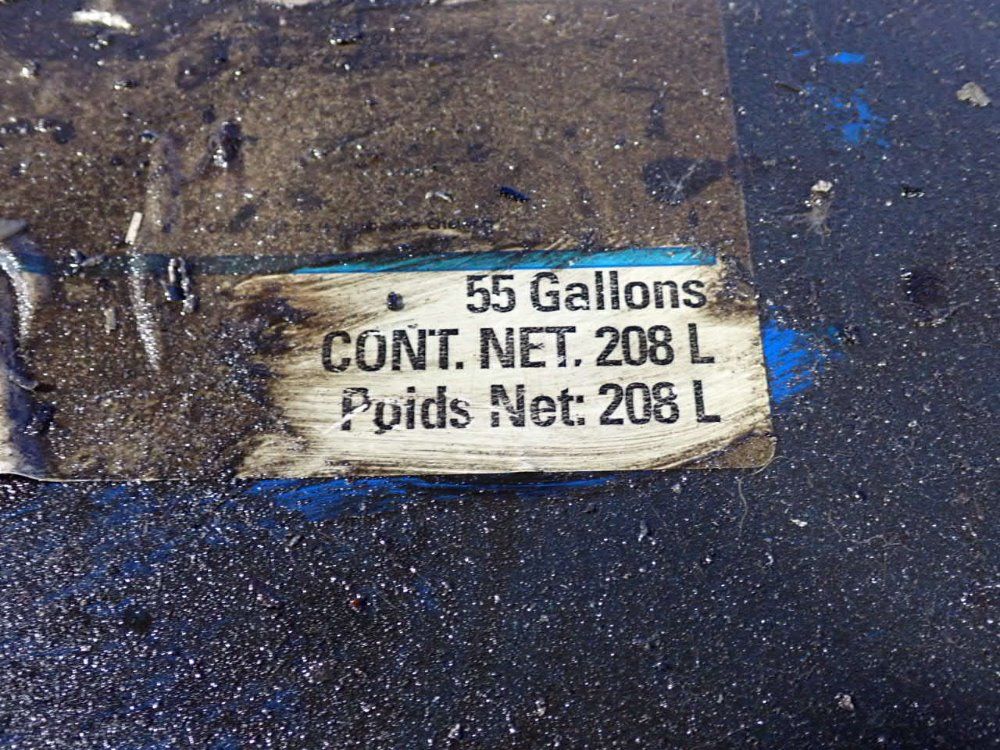 55 Gallons
CONT. NET. 208 L
Poids Net: 208 L